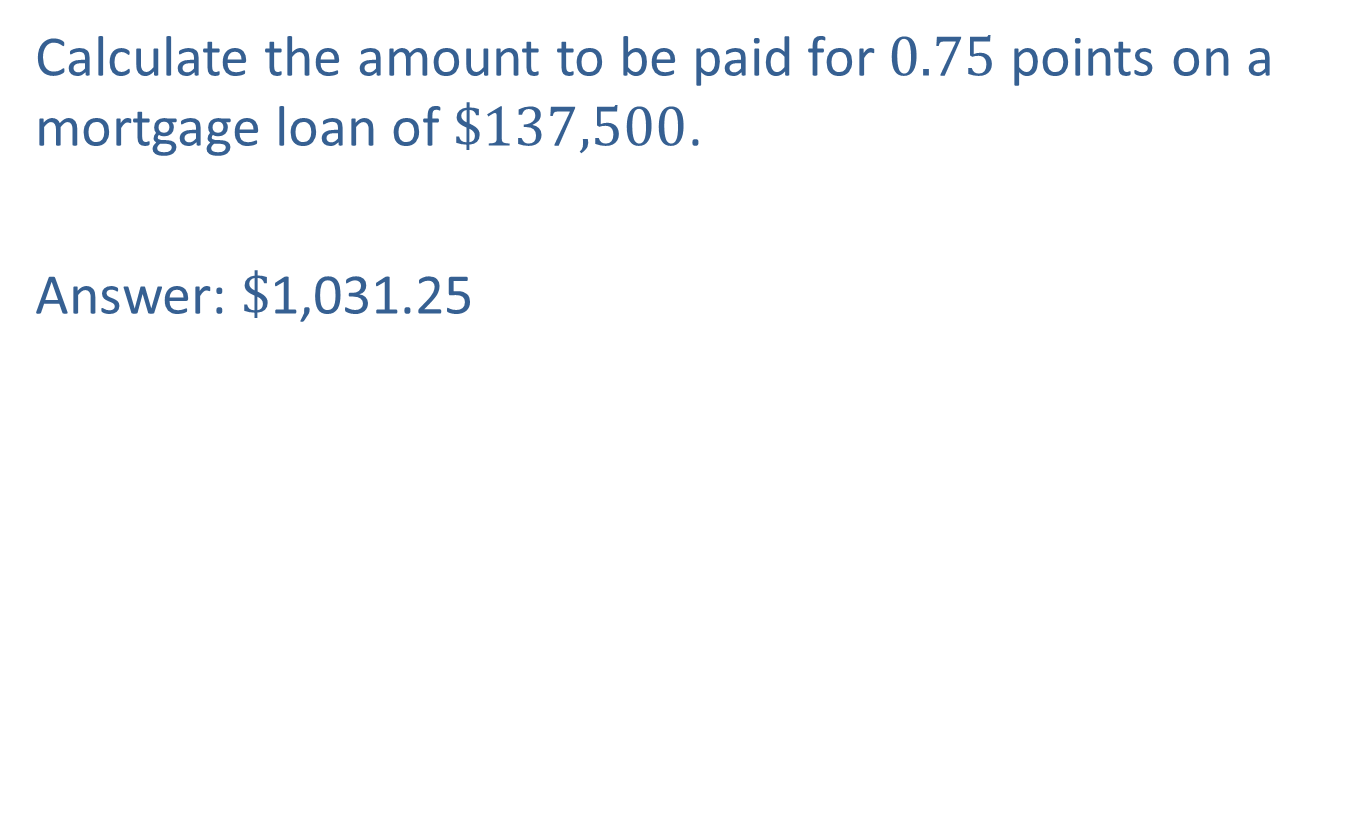 Calculate the amount to be paid for 0.75 points on a
mortgage loan of $137,500.
Answer: $1,031.25